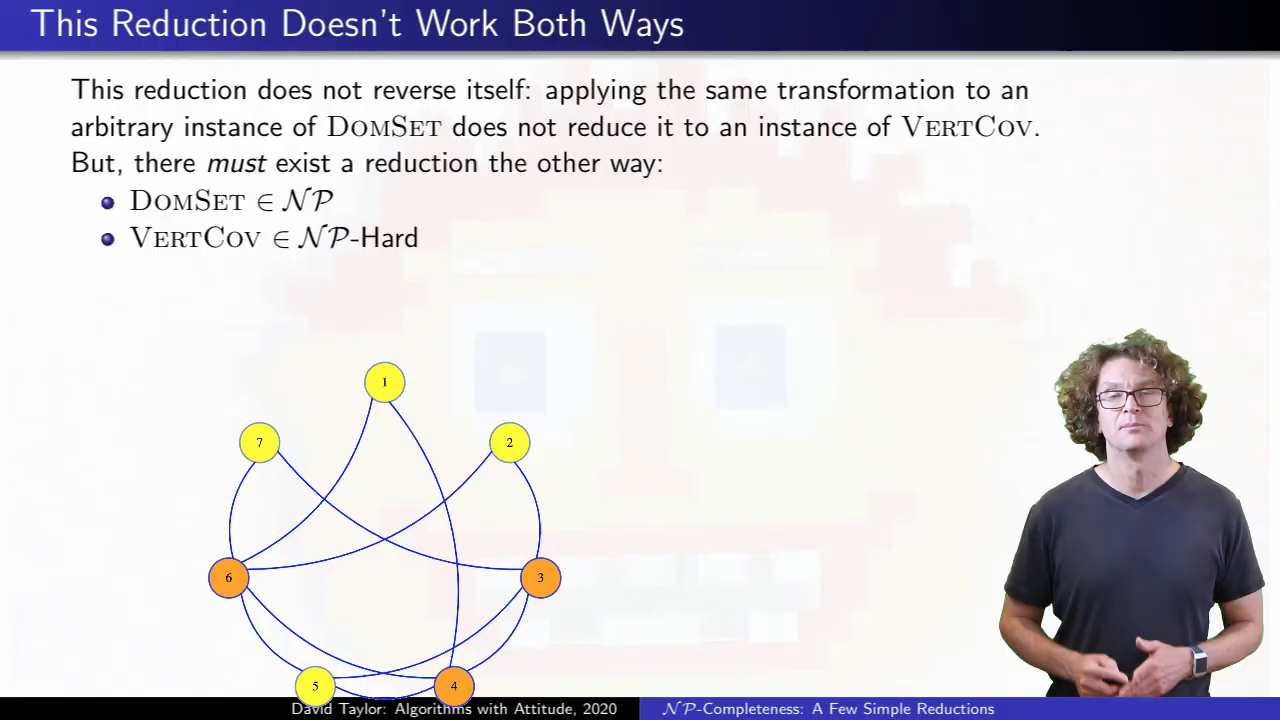 This Reduction Doesn't Work Both Ways
This reduction does not reverse itself: applying the same transformation to an
arbitrary instance of DOMSET does not reduce it to an instance of VERTCOV.
But, there must exist a reduction the other way:
DOMSET ∈ NP
VERTCOV ∈ NP-Hard
1
7
2
6
3
5
4
David Taylor: Algorithms with Attitude, 2020
NP-Completeness: A Few Simple Reductions